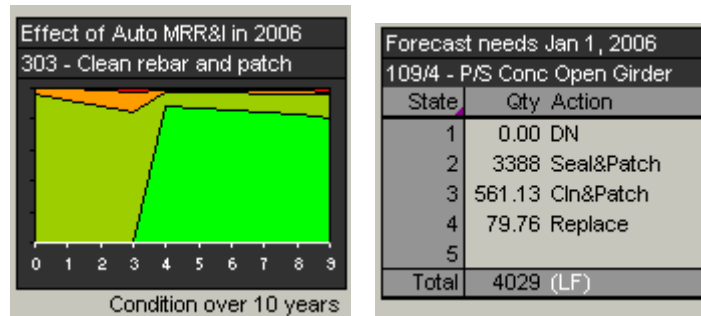 Effect of Auto MRR&I in 2006
303 - Clean rebar and patch
0 1 2 3 4 5 6 7 8 9
Condition over 10 years
Forecast needs Jan 1, 2006
109/4 - P/S Conc Open Girder
State Qty Action
1 0.00 DN
2 3388 Seal&Patch
3 561.13 Cln&Patch
4 79.76 Replace
5
Total 4029 (LF)